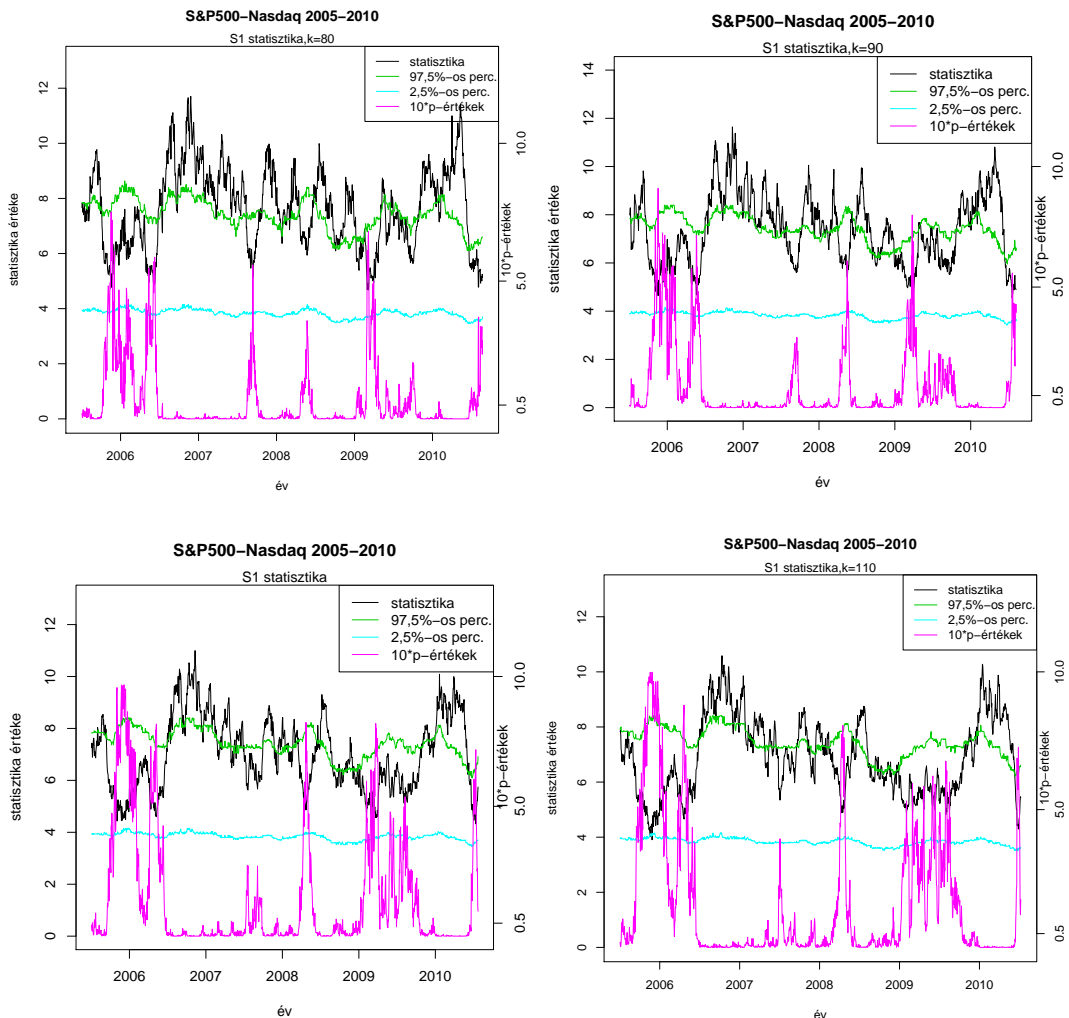 S&P500−Nasdaq 2005−2010
S1 statisztika,k=80
statisztika
97,5%−os perc.
2,5%−os perc.
10*p−értékek
statisztika értéke
0
2
4
6
8
10
12
10*p−értékek
0.5
5.0
10.0
2006
2007
2008
2009
2010
év
S&P500−Nasdaq 2005−2010
S1 statisztika,k=90
statisztika
97,5%−os perc.
2,5%−os perc.
10*p−értékek
statisztika értéke
0
2
4
6
8
10
12
14
10*p−értékek
0.5
5.0
10.0
2006
2007
2008
2009
2010
év
S&P500−Nasdaq 2005−2010
S1 statisztika
statisztika
97,5%−os perc.
2,5%−os perc.
10*p−értékek
statisztika értéke
0
2
4
6
8
10
12
10*p−értékek
0.5
5.0
10.0
2006
2007
2008
2009
2010
év
S&P500−Nasdaq 2005−2010
S1 statisztika,k=110
statisztika
97,5%−os perc.
2,5%−os perc.
10*p−értékek
statisztika értéke
0
2
4
6
8
10
12
10*p−értékek
0.5
5.0
10.0
2006
2007
2008
2009
2010
év